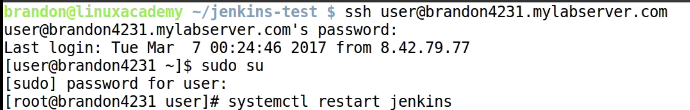 brandon@linuxacademy ~/jenkins-test $ ssh user@brandon4231.mylabserver.com
user@brandon4231.mylabserver.com's password:
Last login: Tue Mar  7 00:24:46 2017 from 8.42.79.77
[user@brandon4231 ~]$ sudo su
[sudo] password for user:
[root@brandon4231 user]# systemctl restart jenkins